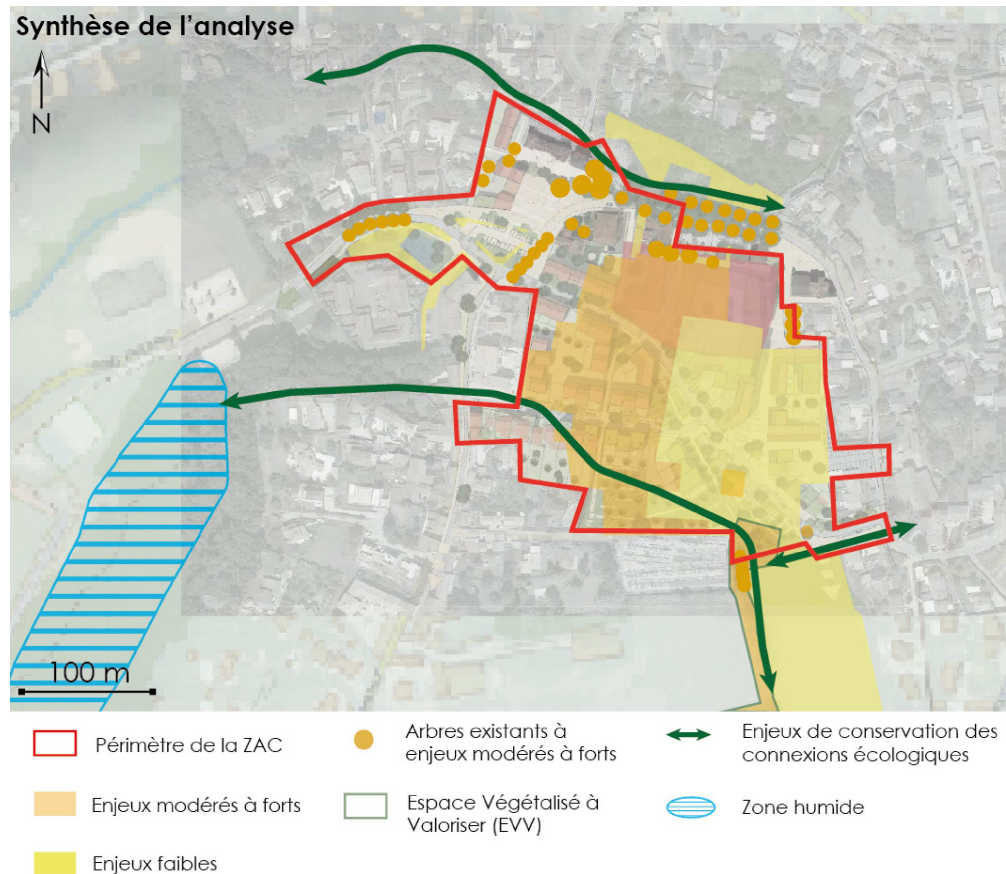 Synthèse de l'analyse
N
100 m
Périmètre de la ZAC
Arbres existants à
enjeux modérés à forts
Enjeux de conservation des
connexions écologiques
Enjeux modérés à forts
Espace Végétalisé à
Valoriser (EVV)
Zone humide
Enjeux faibles